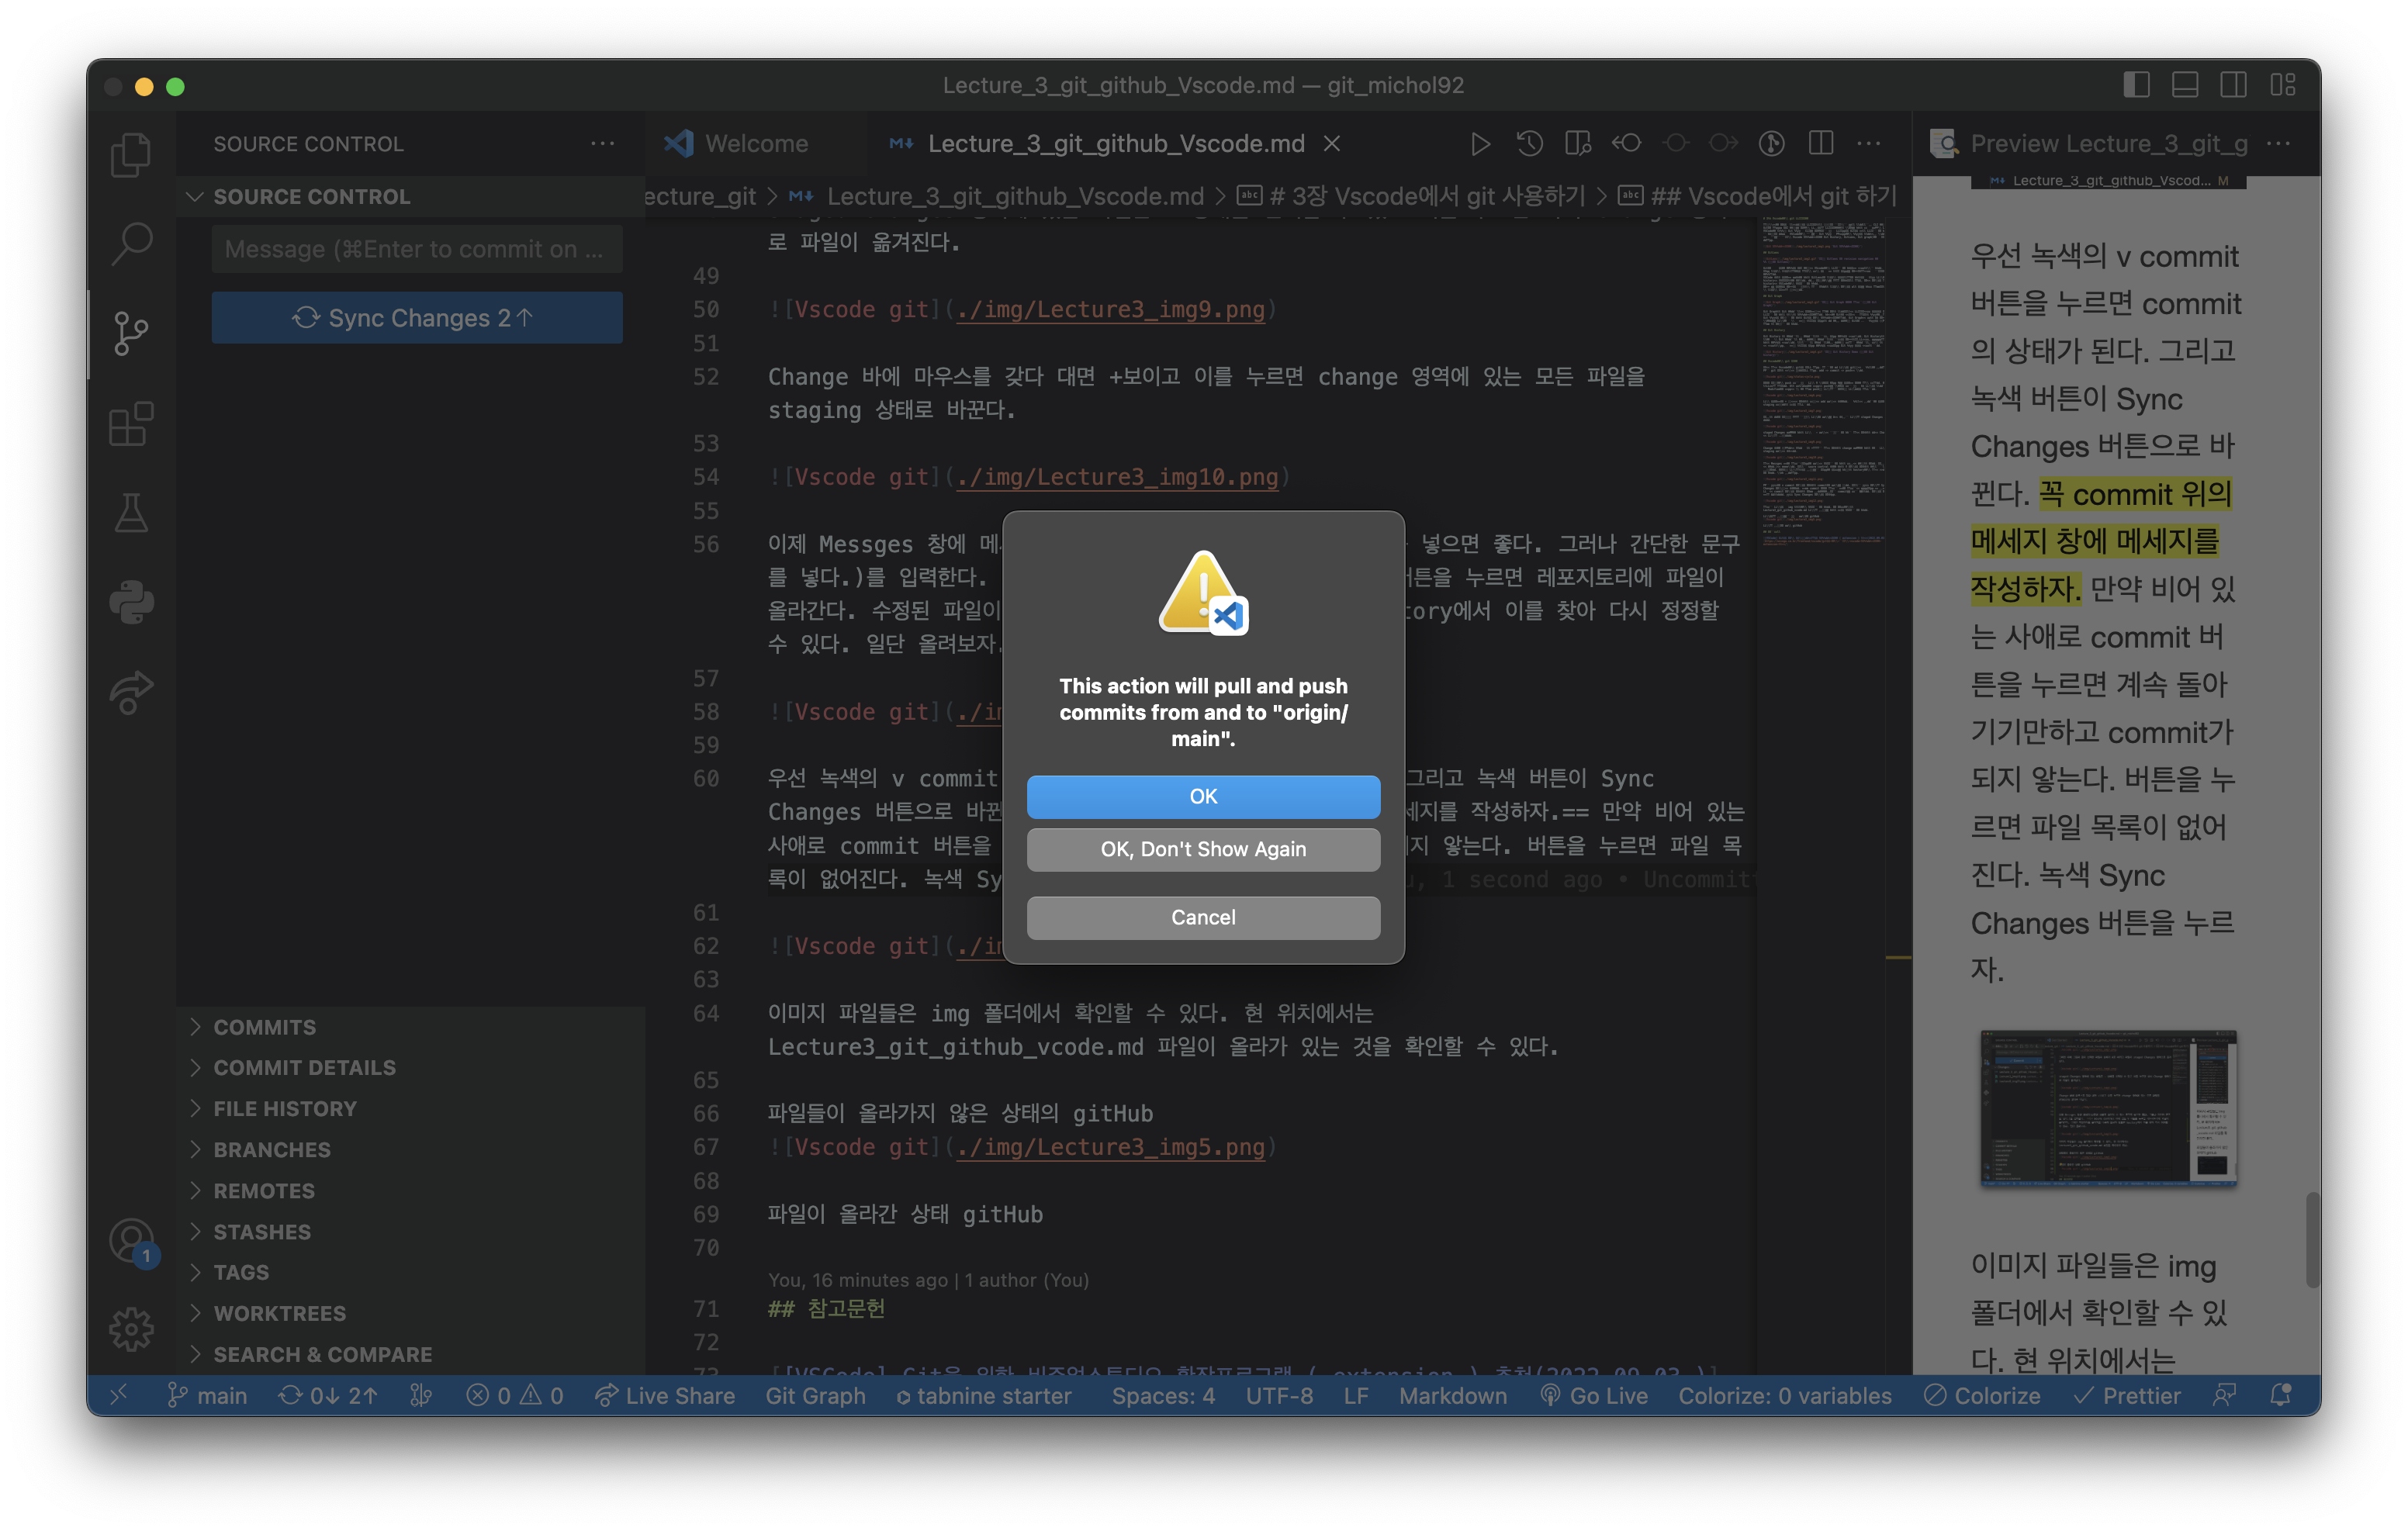 Lecture_3_git_github_Vscode.md — git_michol92
SOURCE CONTROL
SOURCE CONTROL
Message (⌘Enter to commit on ...
Sync Changes 2↑
COMMITS
COMMIT DETAILS
FILE HISTORY
BRANCHES
REMOTES
STASHES
TAGS
WORKTREES
SEARCH & COMPARE
1
Welcome
Lecture_3_git_github_Vscode.md
ecture_git > Lecture_3_git_github_Vscode.md > # 3장 Vscode에서 git 사용하기 > ## Vscode에서 git 하기
로 파일이 옮겨진다.
49
50 ![Vscode git](./img/Lecture3_img9.png)
51
52 Change 바에 마우스를 갖다 대면 +보이고 이를 누르면 change 영역에 있는 모든 파일을
staging 상태로 바꾼다.
53
54 ![Vscode git](./img/Lecture3_img10.png)
55
56 이제 Messges 창에 메 넣으면 좋다. 그러나 간단한 문구
를 넣다.)를 입력한다. 버튼을 누르면 레포지토리에 파일이
올라간다. 수정된 파일이 tory에서 이를 찾아 다시 정정할
수 있다. 일단 올려보자.
57
58 ![Vscode git](./im
59
60 우선 녹색의 v commit 그리고 녹색 버튼이 Sync
Changes 버튼으로 바뀐 세지를 작성하자.== 만약 비어 있는
사애로 commit 버튼을 지 않는다. 버튼을 누르면 파일 목
록이 없어진다. 녹색 Sy u, 1 second ago • Uncommitt
61
62 ![Vscode git](./im
63
64 이미지 파일들은 img 폴더에서 확인할 수 있다. 현 위치에서는
Lecture3_git_github_vcode.md 파일이 올라가 있는 것을 확인할 수 있다.
65
66 파일들이 올라가지 않은 상태의 gitHub
67 ![Vscode git](./img/Lecture3_img5.png)
68
69 파일이 올라간 상태 gitHub
70
You, 16 minutes ago | 1 author (You)
71 ## 참고문헌
72
This action will pull and push
commits from and to "origin/
main".
OK
OK, Don't Show Again
Cancel
Preview Lecture_3_git_g
Lecture_3_git_github_Vscod... M
우선 녹색의 v commit
버튼을 누르면 commit
의 상태가 된다. 그리고
녹색 버튼이 Sync
Changes 버튼으로 바
뀐다. 꼭 commit 위의
메세지 창에 메세지를
작성하자. 만약 비어 있
는 사애로 commit 버
튼을 누르면 계속 돌아
기기만하고 commit가
되지 않는다. 버튼을 누
르면 파일 목록이 없어
진다. 녹색 Sync
Changes 버튼을 누르
자.
이미지 파일들은 img
폴더에서 확인할 수 있
다. 현 위치에서는
main 0↓ 2↑ 0 0 Live Share Git Graph tabnine starter Spaces: 4 UTF-8 LF Markdown Go Live Colorize: 0 variables Colorize Prettier